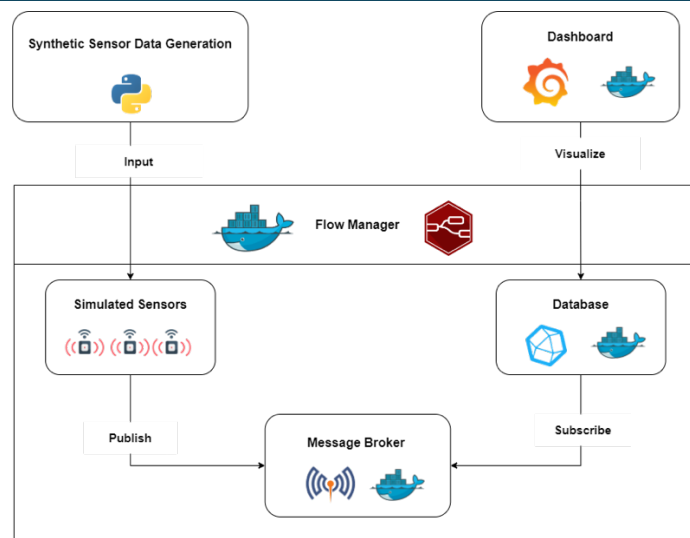 Synthetic Sensor Data Generation
Dashboard
Input
Visualize
Flow Manager
Simulated Sensors
Database
Publish
Subscribe
Message Broker